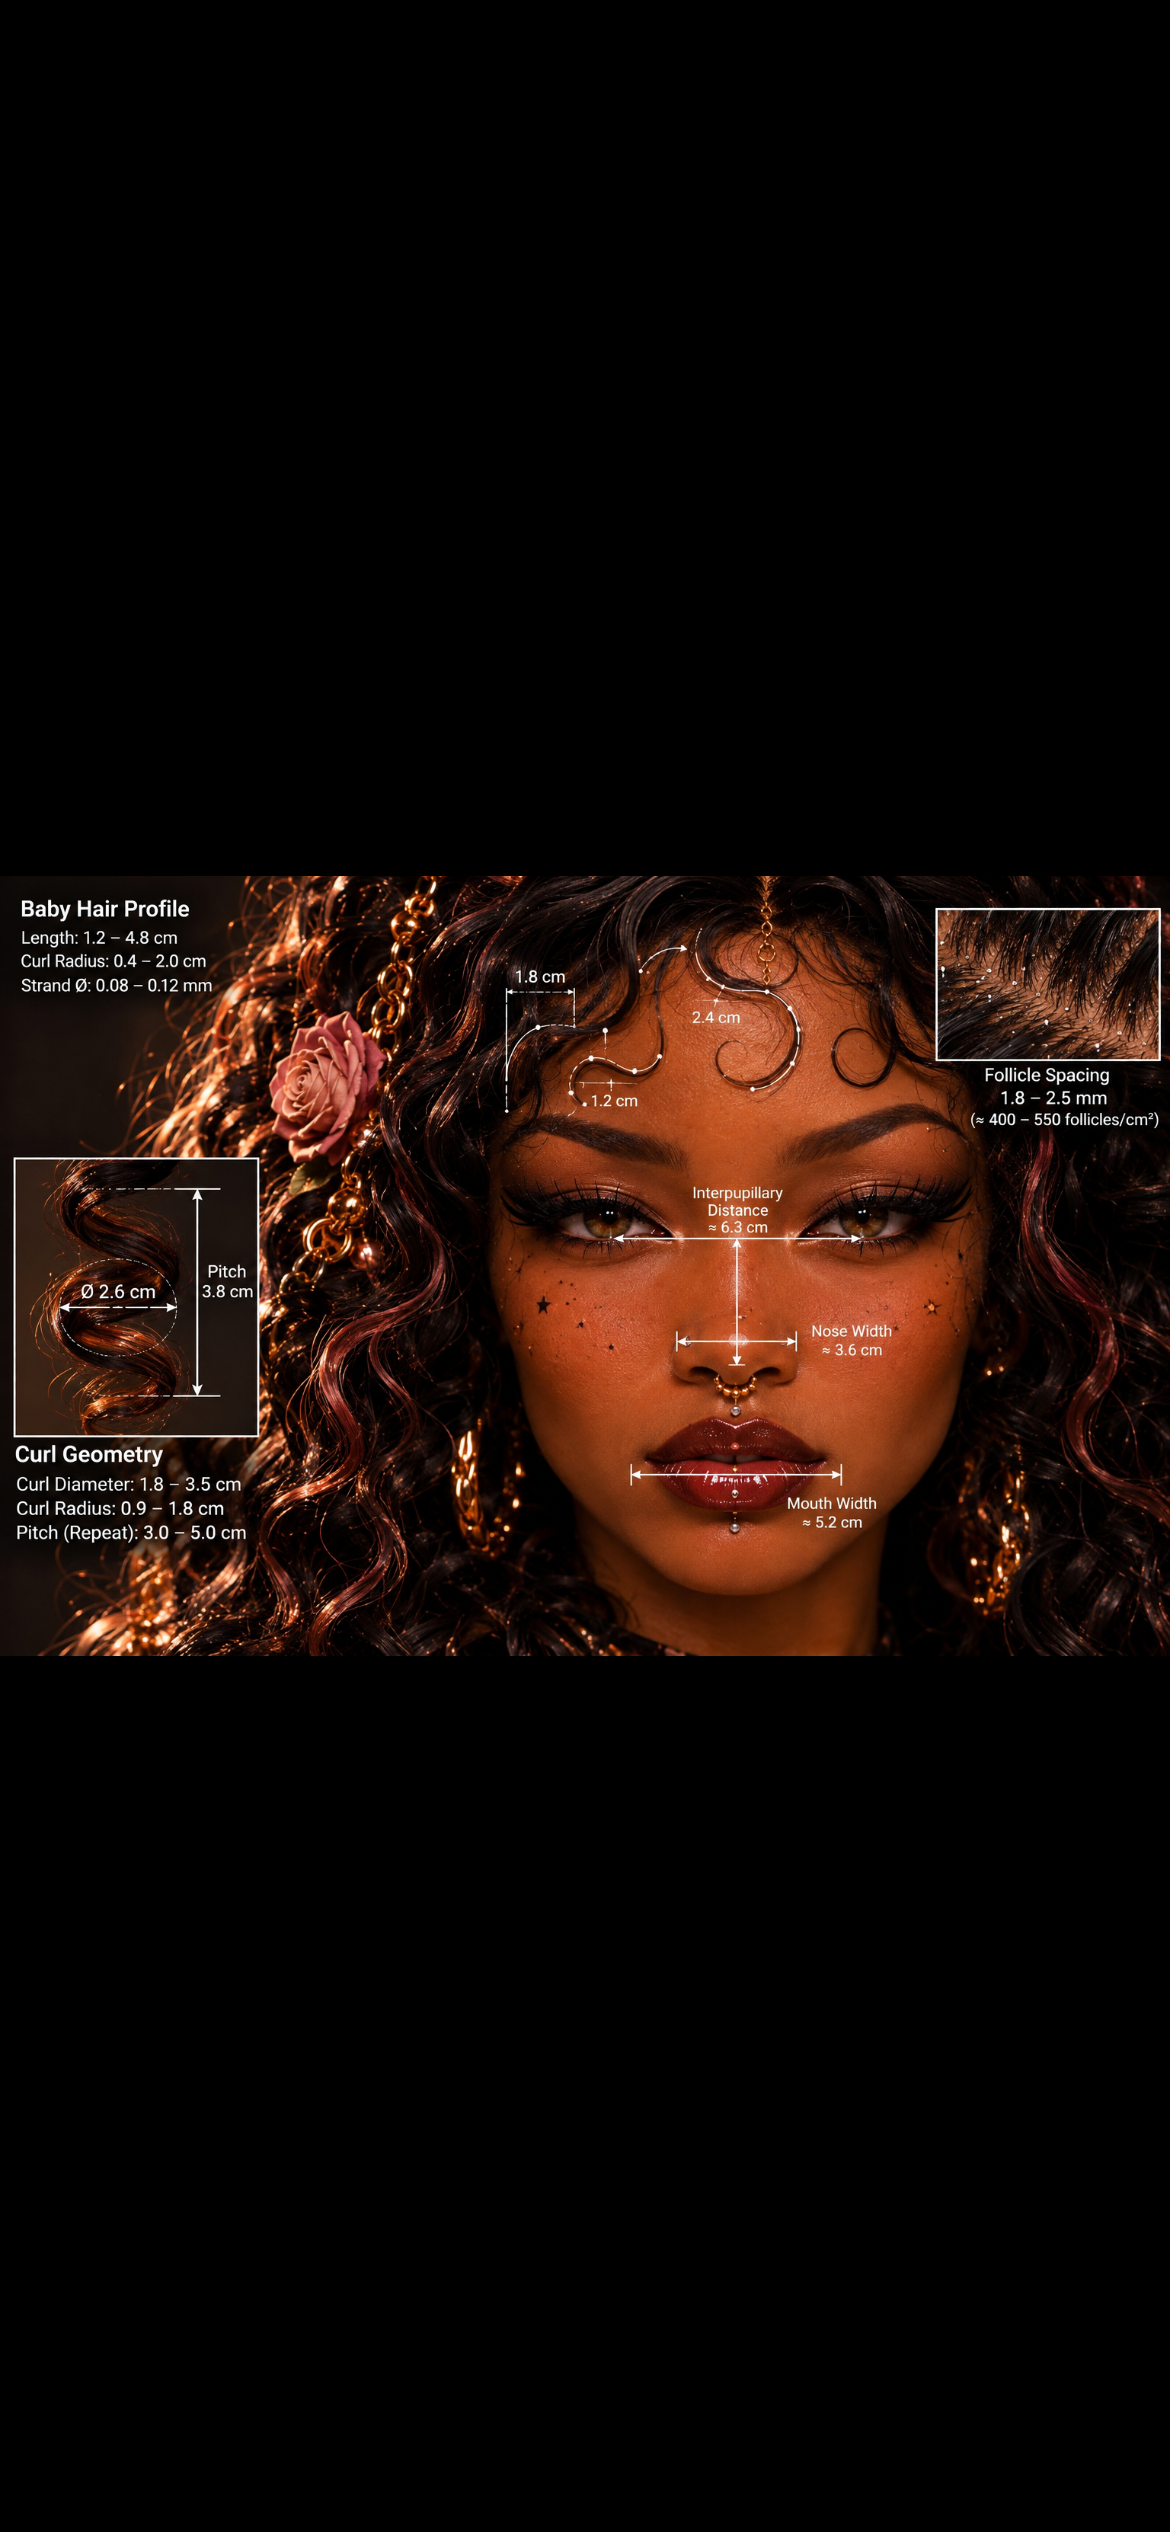 Baby Hair Profile
Length: 1.2 – 4.8 cm
Curl Radius: 0.4 – 2.0 cm
Strand Ø: 0.08 – 0.12 mm
1.8 cm
2.4 cm
1.2 cm
Follicle Spacing
1.8 – 2.5 mm
(≈ 400 – 550 follicles/cm²)
Interpupillary
Distance
≈ 6.3 cm
Pitch
3.8 cm
Ø 2.6 cm
Nose Width
≈ 3.6 cm
Curl Geometry
Curl Diameter: 1.8 – 3.5 cm
Curl Radius: 0.9 – 1.8 cm
Pitch (Repeat): 3.0 – 5.0 cm
Mouth Width
≈ 5.2 cm